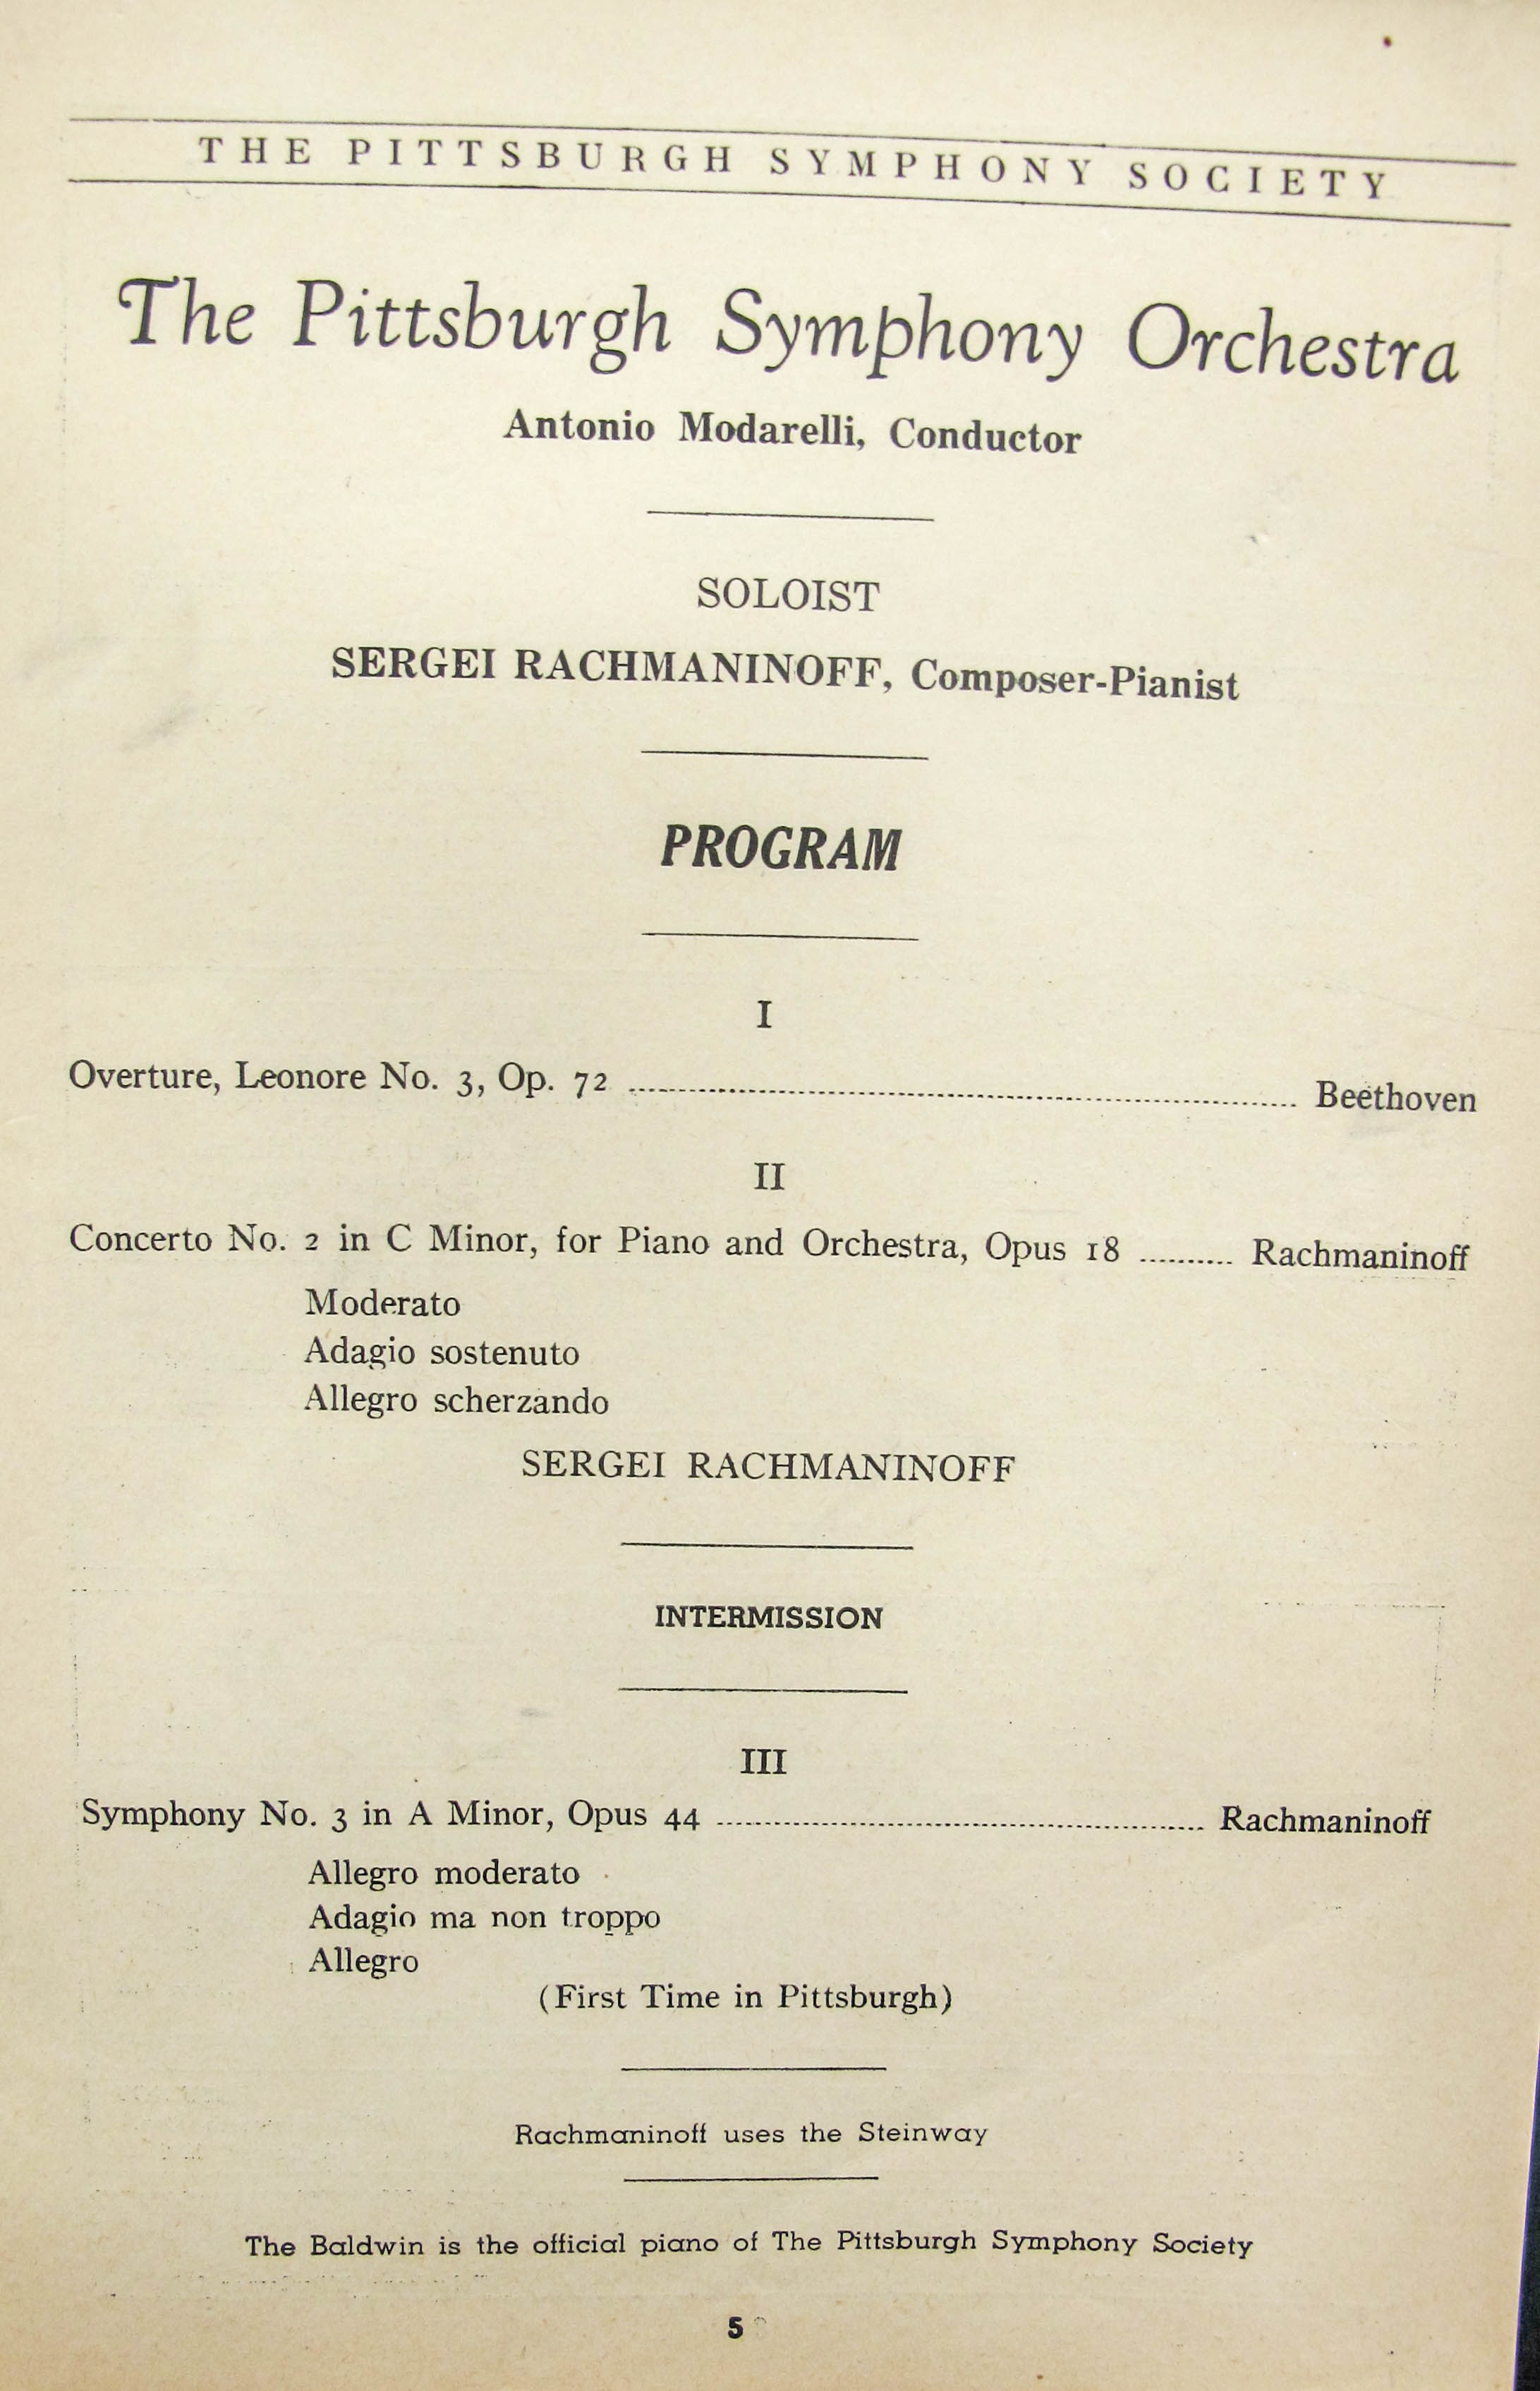 THE PITTSBURGH SYMPHONY SOCIETY
The Pittsburgh Symphony Orchestra
Antonio Modarelli, Conductor
SOLOIST
SERGEI RACHMANINOFF, Composer-Pianist
PROGRAM
I
Overture, Leonore No. 3, Op. 72 .......... Beethoven
II
Concerto No. 2 in C Minor, for Piano and Orchestra, Opus 18 .......... Rachmaninoff
Moderato
Adagio sostenuto
Allegro scherzando
SERGEI RACHMANINOFF
INTERMISSION
III
Symphony No. 3 in A Minor, Opus 44 .......... Rachmaninoff
Allegro moderato
Adagio ma non troppo
Allegro
(First Time in Pittsburgh)
Rachmaninoff uses the Steinway
The Baldwin is the official piano of The Pittsburgh Symphony Society
5